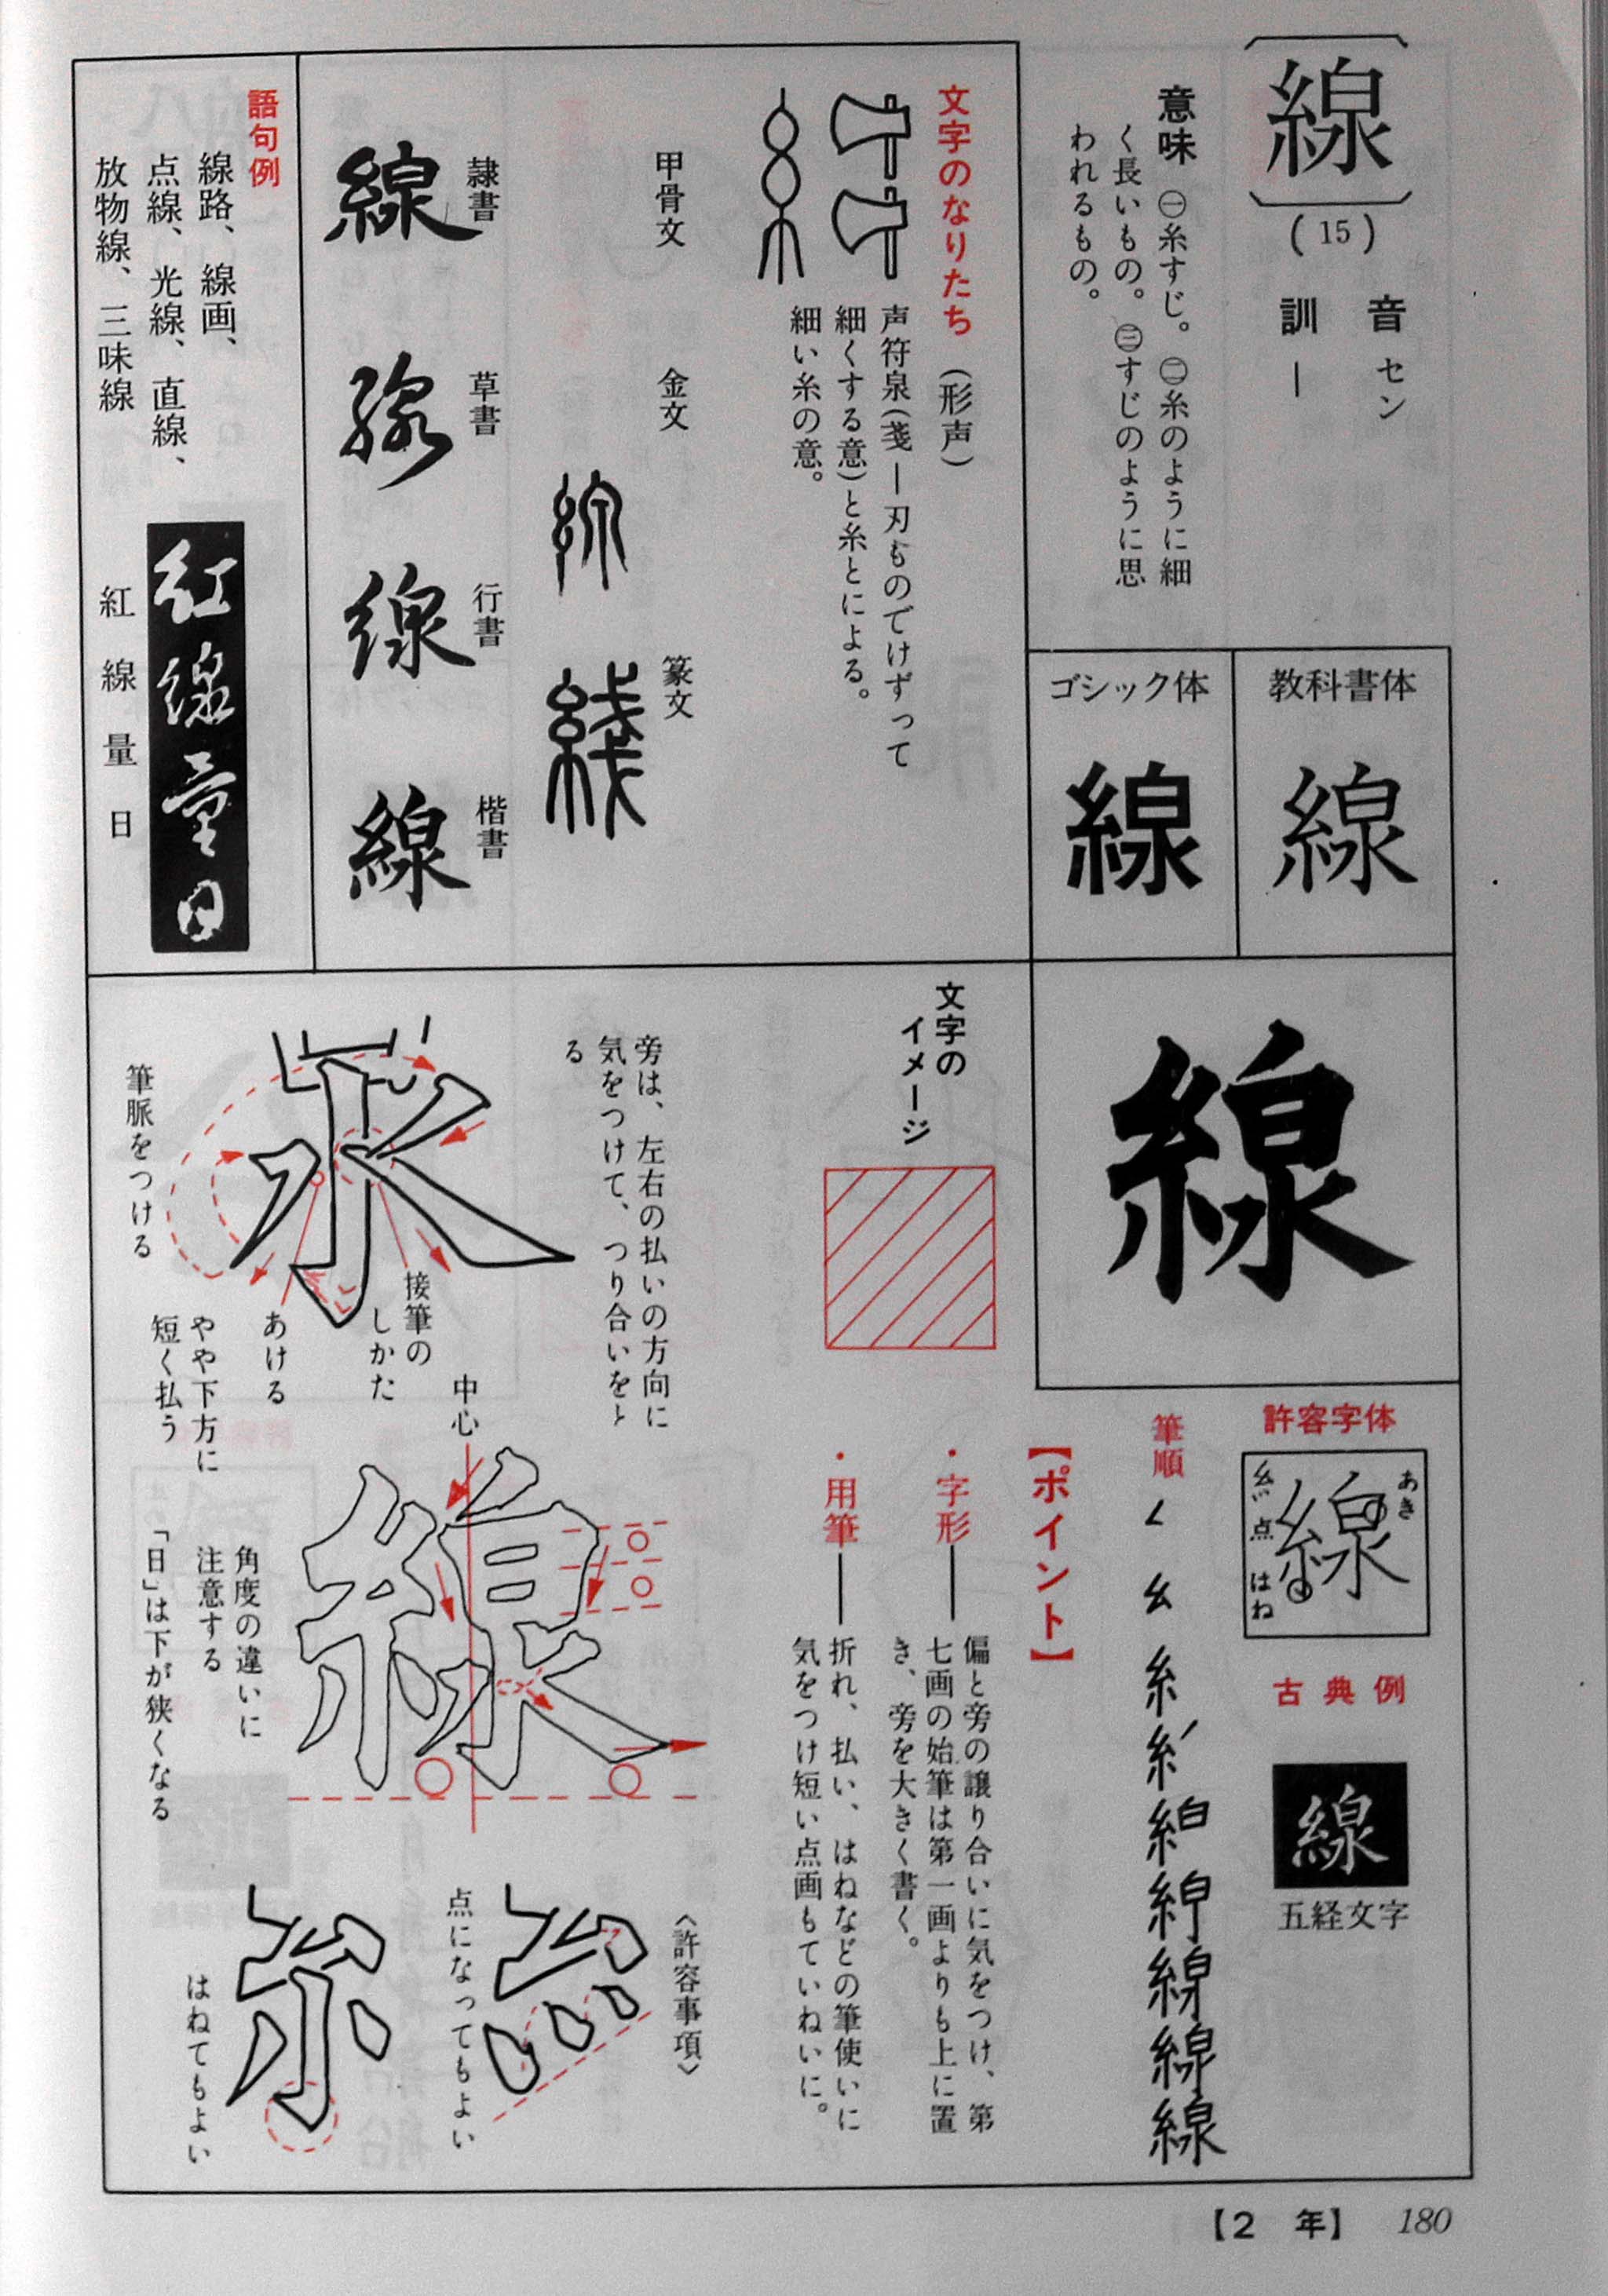 線
(15)
音 セン
訓 ―
意味 ㊀糸すじ。㊁糸のように細
く長いもの。㊂すじのように思
われるもの。
教科書体
線
ゴシック体
線
文字のなりたち(形声)
声符泉(戔―刃ものでけずって
細くする意)と糸とによる。
細い糸の意。
甲骨文
金文
篆文
隷書
線
草書
線
行書
線
楷書
線
語句例
線路、線画、
点線、光線、直線、
放物線、三味線
紅線量日
紅線量日
線
許容字体
あき
線
糸
点
はね
古典例
線
五経文字
筆順
線
【ポイント】
・字形――偏と旁の譲り合いに気をつけ、第
七画の始筆は第一画よりも上に置
き、旁を大きく書く。
・用筆――折れ、払い、はねなどの筆使いに
気をつけ短い点画もていねいに。
文字の
イメージ
旁は、左右の払いの方向に
気をつけて、つり合いをと
る
筆脈をつける
接筆の
しかた
あける
やや下方に
短く払う
中心
線
角度の違いに
注意する
「日」は下が狭くなる
〈許容事項〉
点になってもよい
はねてもよい
【2 年】 180